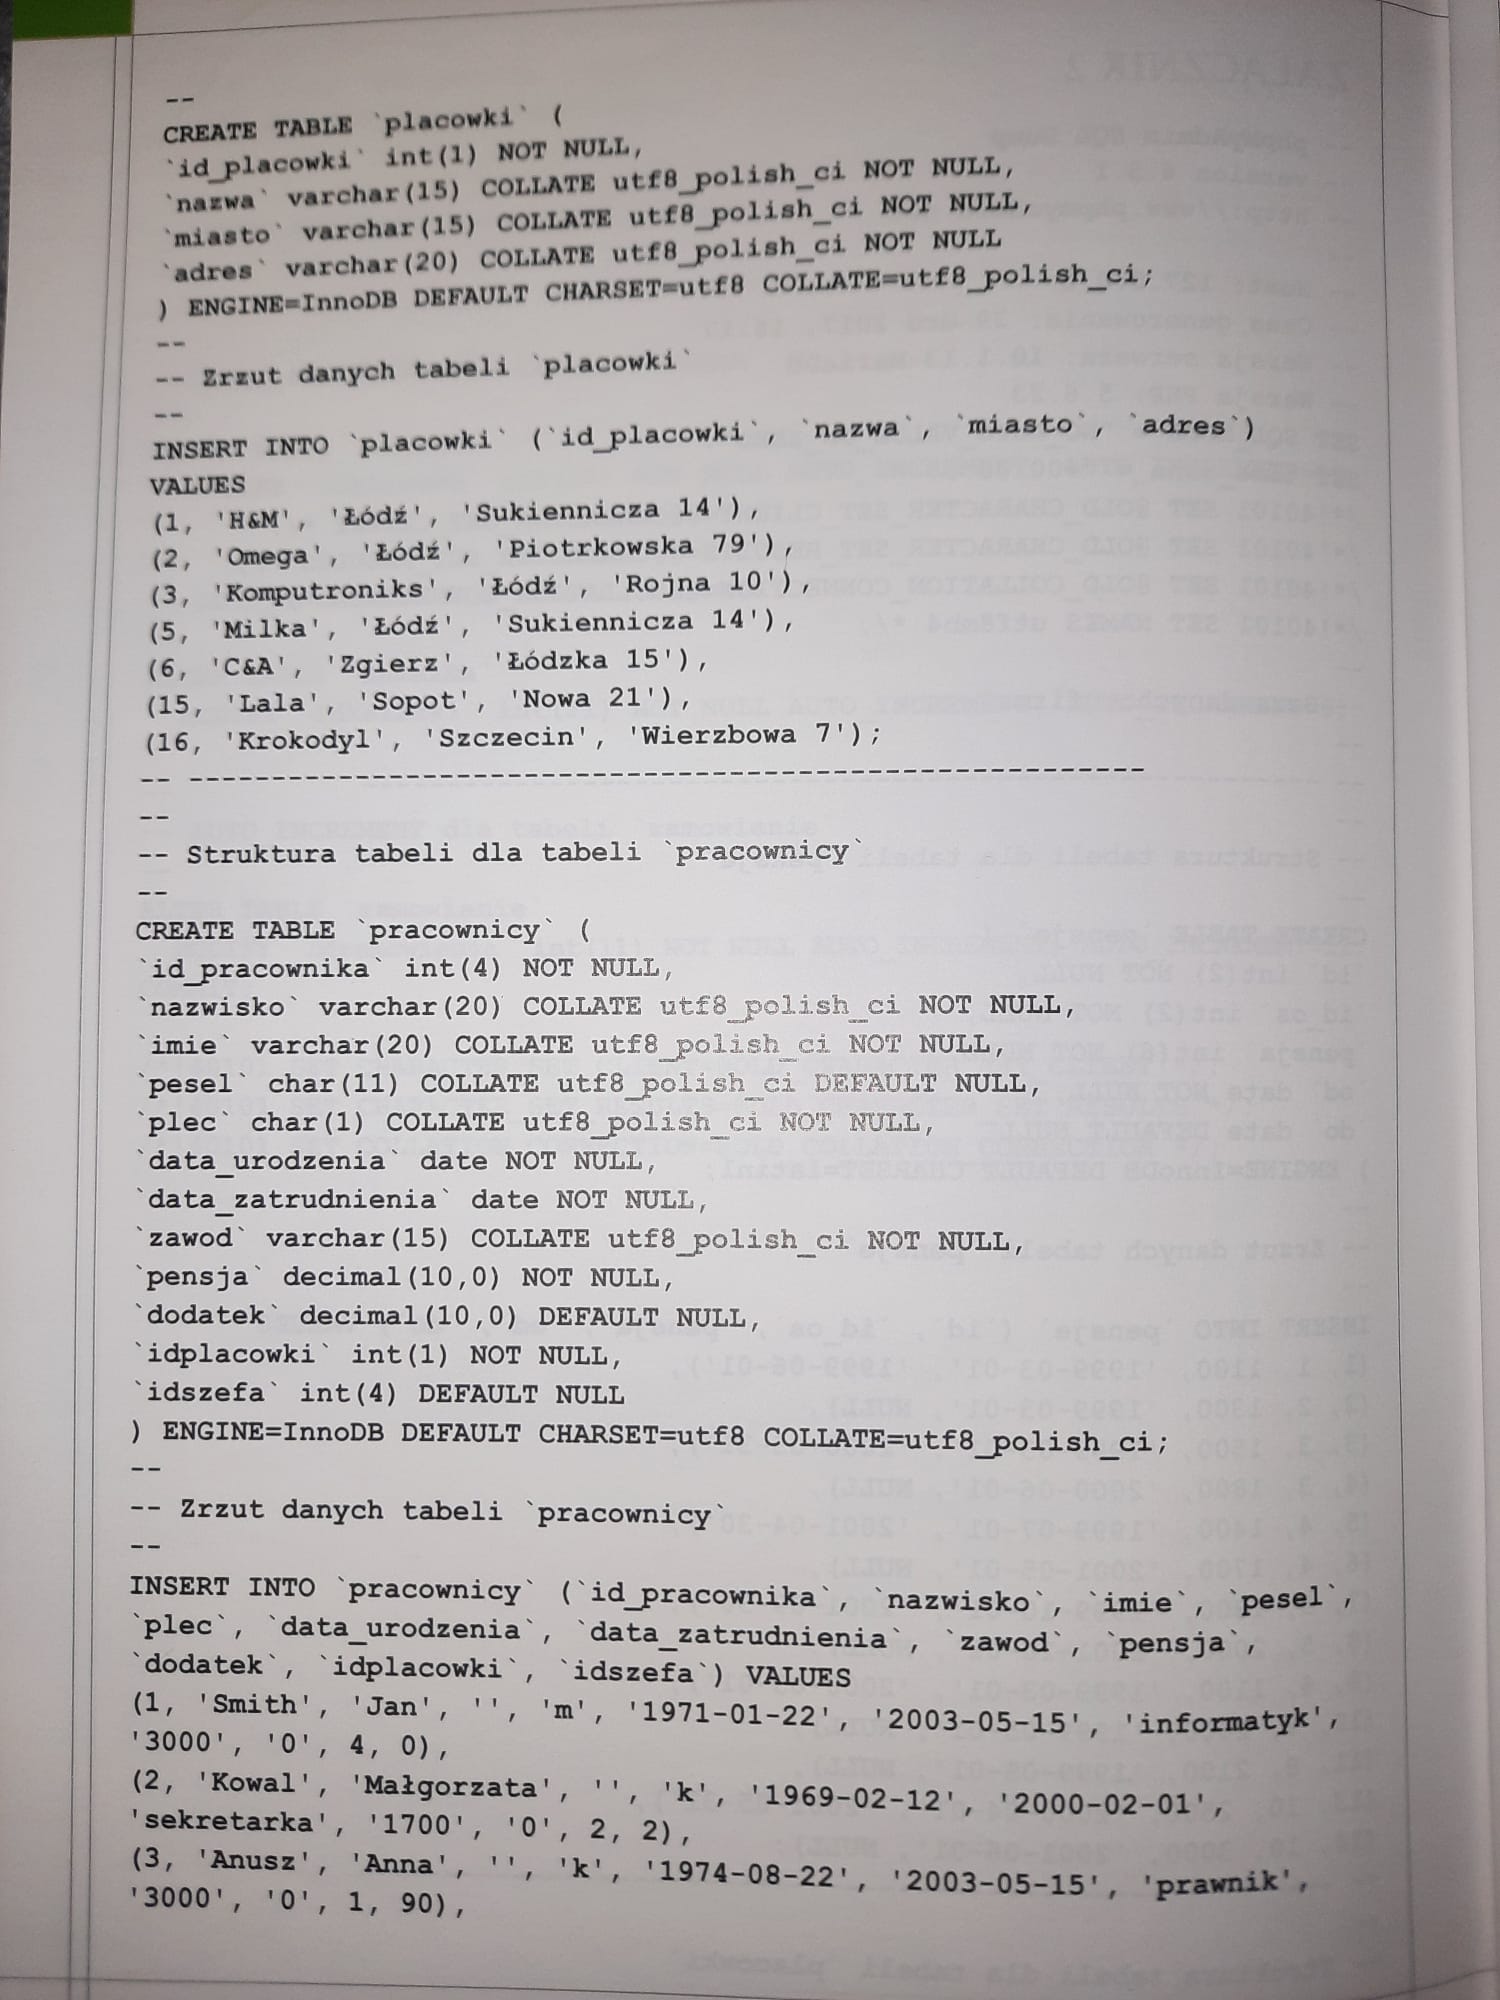 --
CREATE TABLE `placowki` (
`id_placowki` int(1) NOT NULL,
`nazwa` varchar(15) COLLATE utf8_polish_ci NOT NULL,
`miasto` varchar(15) COLLATE utf8_polish_ci NOT NULL,
`adres` varchar(20) COLLATE utf8_polish_ci NOT NULL
) ENGINE=InnoDB DEFAULT CHARSET=utf8 COLLATE=utf8_polish_ci;
--
-- Zrzut danych tabeli `placowki`
--
INSERT INTO `placowki` (`id_placowki`, `nazwa`, `miasto`, `adres`)
VALUES
(1, 'H&M', 'Łódź', 'Sukiennicza 14'),
(2, 'Omega', 'Łódź', 'Piotrkowska 79'),
(3, 'Komputroniks', 'Łódź', 'Rojna 10'),
(5, 'Milka', 'Łódź', 'Sukiennicza 14'),
(6, 'C&A', 'Zgierz', 'Łódzka 15'),
(15, 'Lala', 'Sopot', 'Nowa 21'),
(16, 'Krokodyl', 'Szczecin', 'Wierzbowa 7');
-- --------------------------------------------------------
--
-- Struktura tabeli dla tabeli `pracownicy`
--
CREATE TABLE `pracownicy` (
`id_pracownika` int(4) NOT NULL,
`nazwisko` varchar(20) COLLATE utf8_polish_ci NOT NULL,
`imie` varchar(20) COLLATE utf8_polish_ci NOT NULL,
`pesel` char(11) COLLATE utf8_polish_ci DEFAULT NULL,
`plec` char(1) COLLATE utf8_polish_ci NOT NULL,
`data_urodzenia` date NOT NULL,
`data_zatrudnienia` date NOT NULL,
`zawod` varchar(15) COLLATE utf8_polish_ci NOT NULL,
`pensja` decimal(10,0) NOT NULL,
`dodatek` decimal(10,0) DEFAULT NULL,
`idplacowki` int(1) NOT NULL,
`idszefa` int(4) DEFAULT NULL
) ENGINE=InnoDB DEFAULT CHARSET=utf8 COLLATE=utf8_polish_ci;
--
-- Zrzut danych tabeli `pracownicy`
--
INSERT INTO `pracownicy` (`id_pracownika`, `nazwisko`, `imie`, `pesel`,
`plec`, `data_urodzenia`, `data_zatrudnienia`, `zawod`, `pensja`,
`dodatek`, `idplacowki`, `idszefa`) VALUES
(1, 'Smith', 'Jan', '', 'm', '1971-01-22', '2003-05-15', 'informatyk',
'3000', '0', 4, 0),
(2, 'Kowal', 'Małgorzata', '', 'k', '1969-02-12', '2000-02-01',
'sekretarka', '1700', '0', 2, 2),
(3, 'Anusz', 'Anna', '', 'k', '1974-08-22', '2003-05-15', 'prawnik',
'3000', '0', 1, 90),